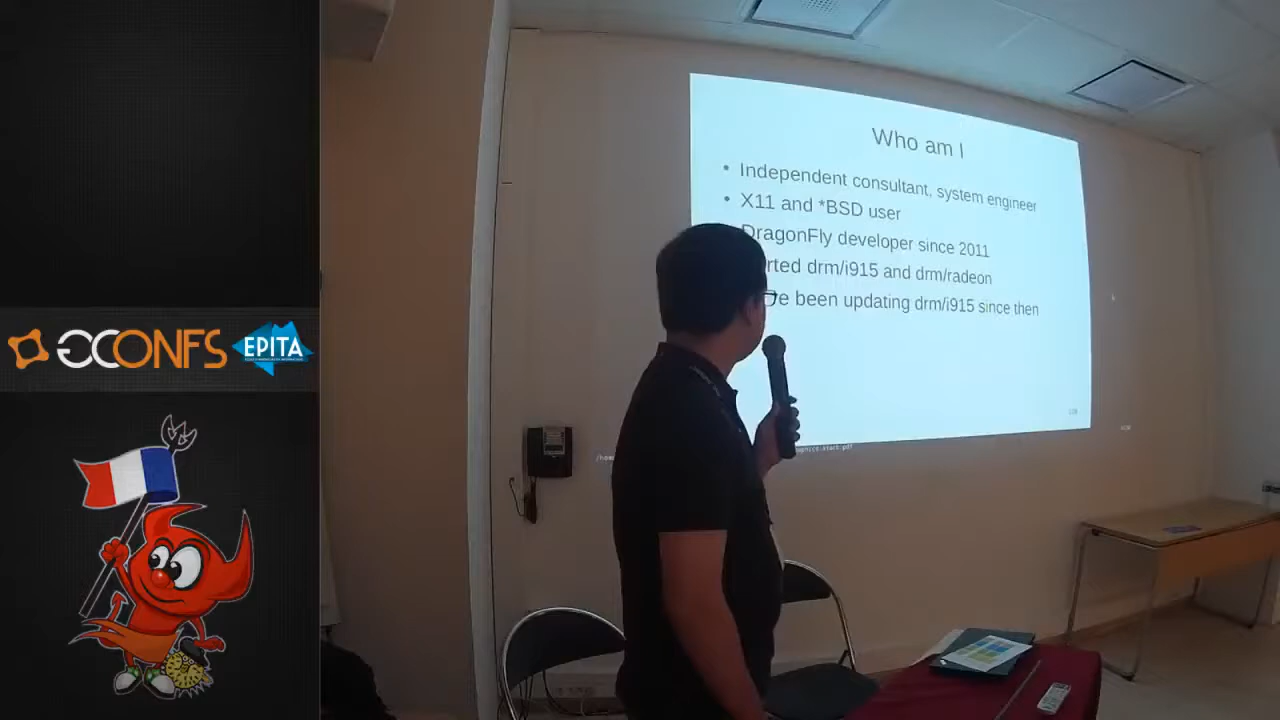 Who am I
• Independent consultant, system engineer
• X11 and *BSD user
DragonFly developer since 2011
rted drm/i915 and drm/radeon
e been updating drm/i915 since then
GCONFS
EPITA